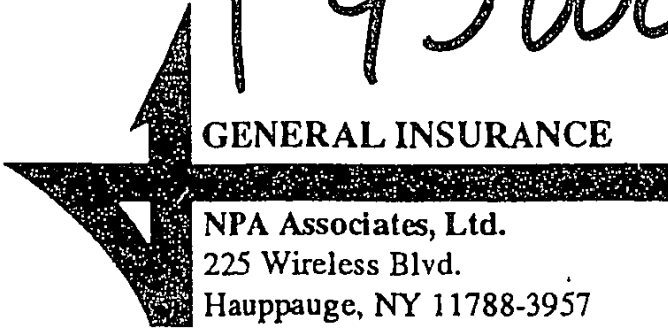 GENERAL INSURANCE
NPA Associates, Ltd.
225 Wireless Blvd.
Hauppauge, NY 11788-3957